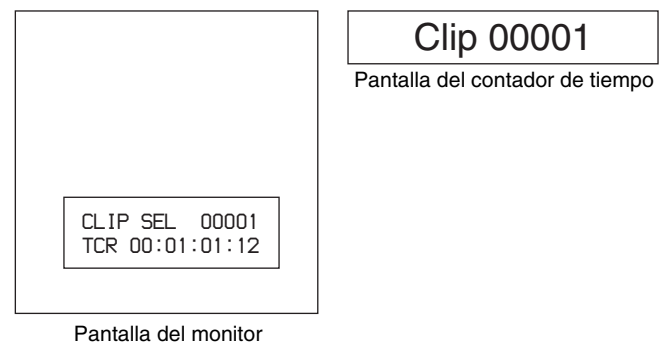 Clip 00001
Pantalla del contador de tiempo
CLIP SEL 00001
TCR 00:01:01:12
Pantalla del monitor